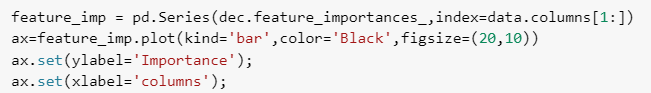 feature_imp = pd.Series(dec.feature_importances_,index=data.columns[1:])
ax=feature_imp.plot(kind='bar',color='Black',figsize=(20,10))
ax.set(ylabel='Importance');
ax.set(xlabel='columns');